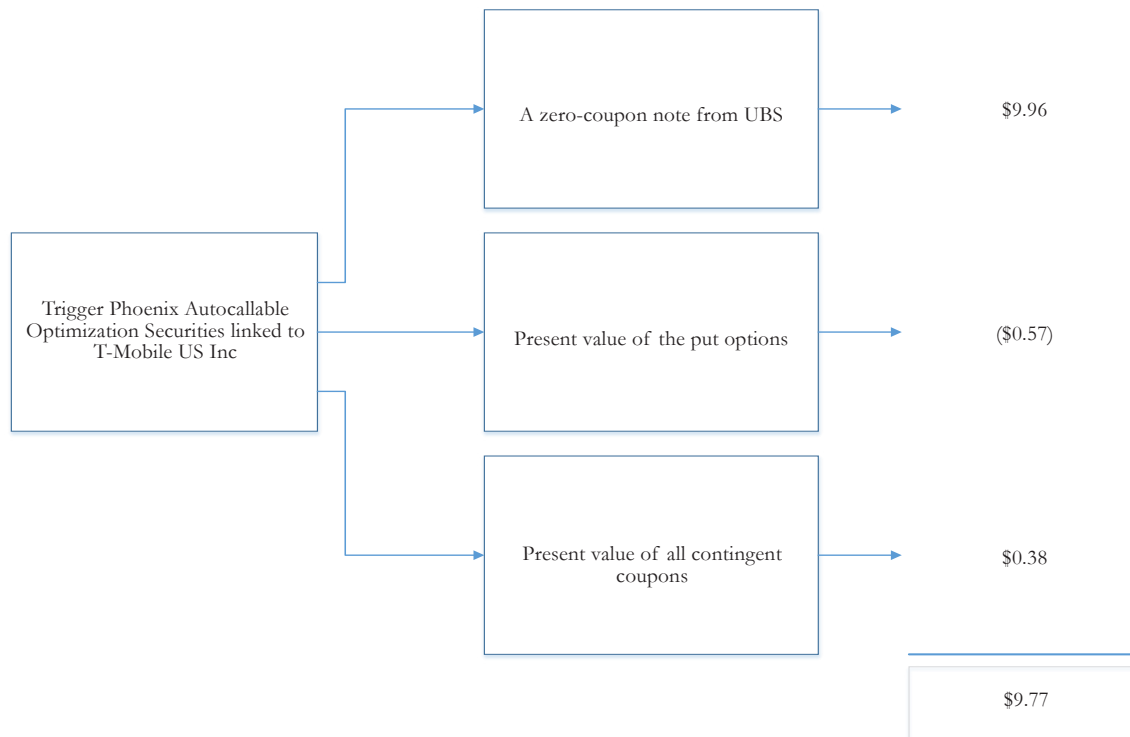 A zero-coupon note from UBS
$9.96
Trigger Phoenix Autocallable
Optimization Securities linked to
T-Mobile US Inc
Present value of the put options
($0.57)
Present value of all contingent
coupons
$0.38
$9.77